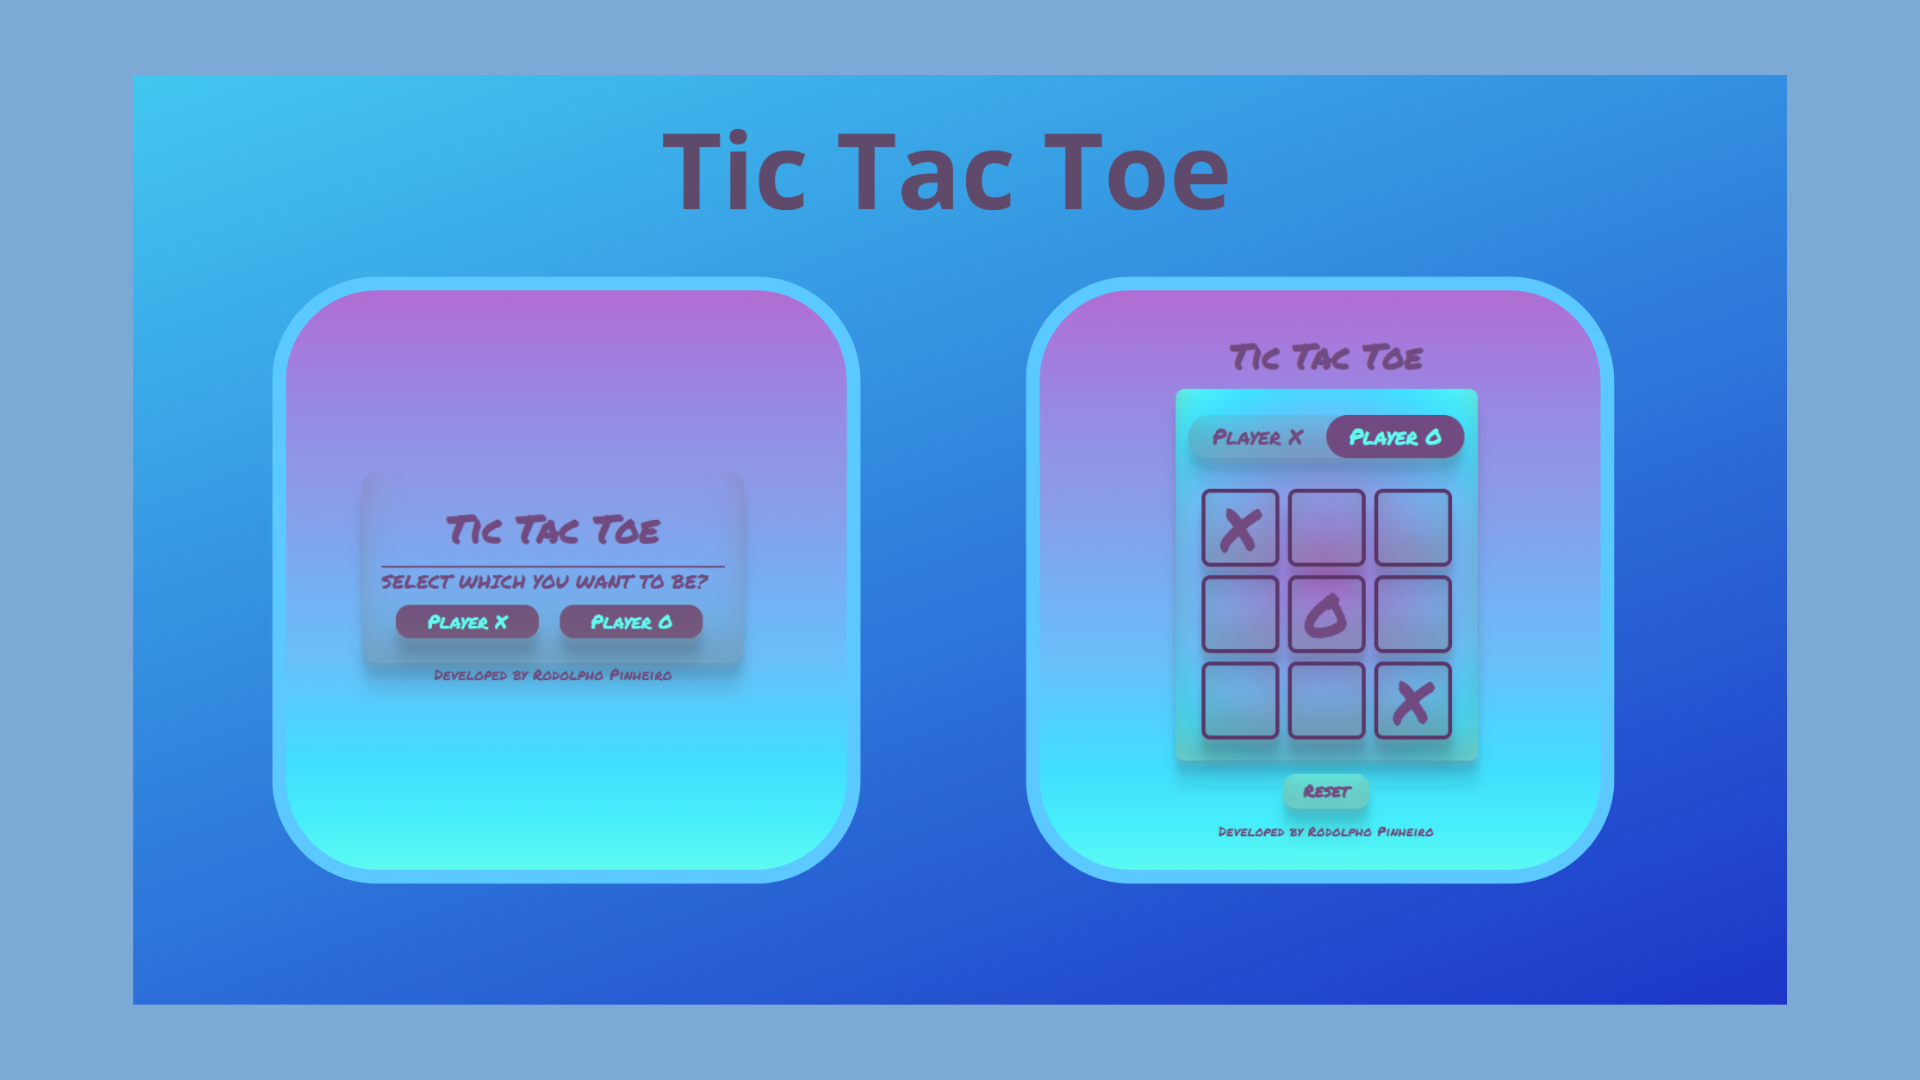 Tic Tac Toe
Tic Tac Toe
Select which you want to be?
Player X Player O
Developed by Rodolpho Pinheiro
Tic Tac Toe
Player X Player O
X
O
X
Reset
Developed by Rodolpho Pinheiro